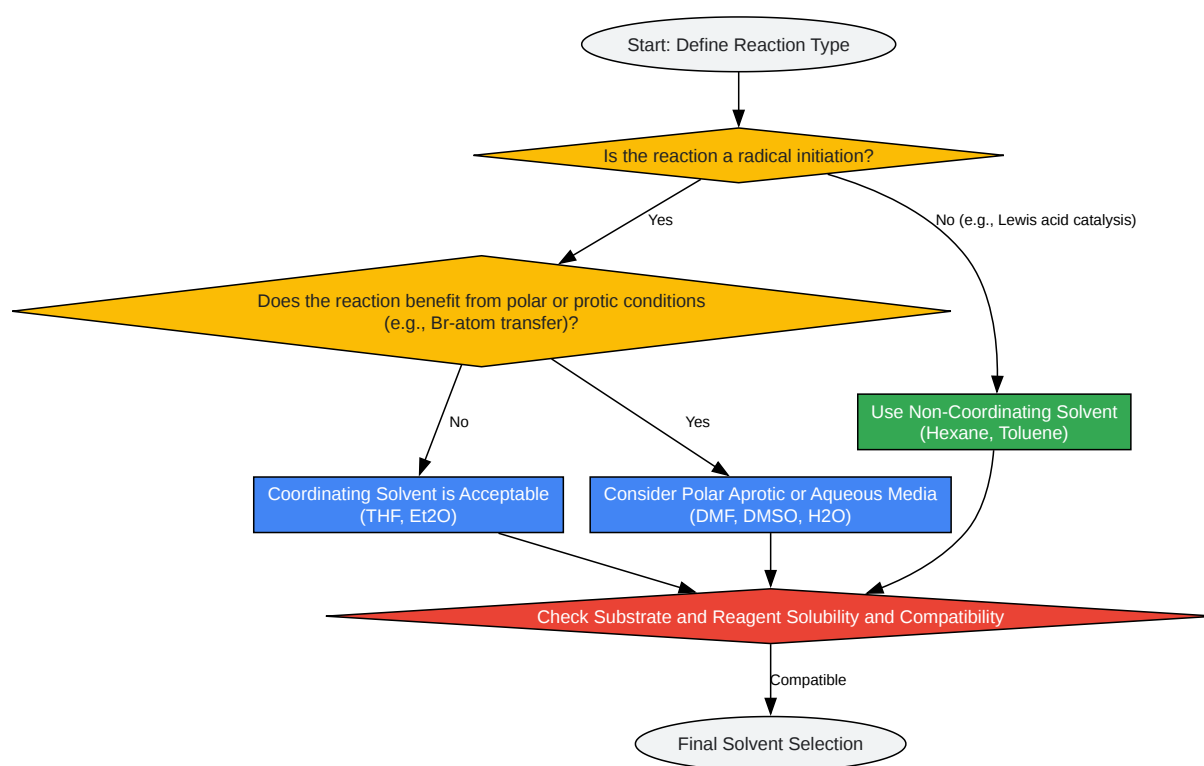 Start: Define Reaction Type
Is the reaction a radical initiation?
Yes
No (e.g., Lewis acid catalysis)
Does the reaction benefit from polar or protic conditions
(e.g., Br-atom transfer)?
No
Yes
Use Non-Coordinating Solvent
(Hexane, Toluene)
Coordinating Solvent is Acceptable
(THF, Et2O)
Consider Polar Aprotic or Aqueous Media
(DMF, DMSO, H2O)
Check Substrate and Reagent Solubility and Compatibility
Compatible
Final Solvent Selection